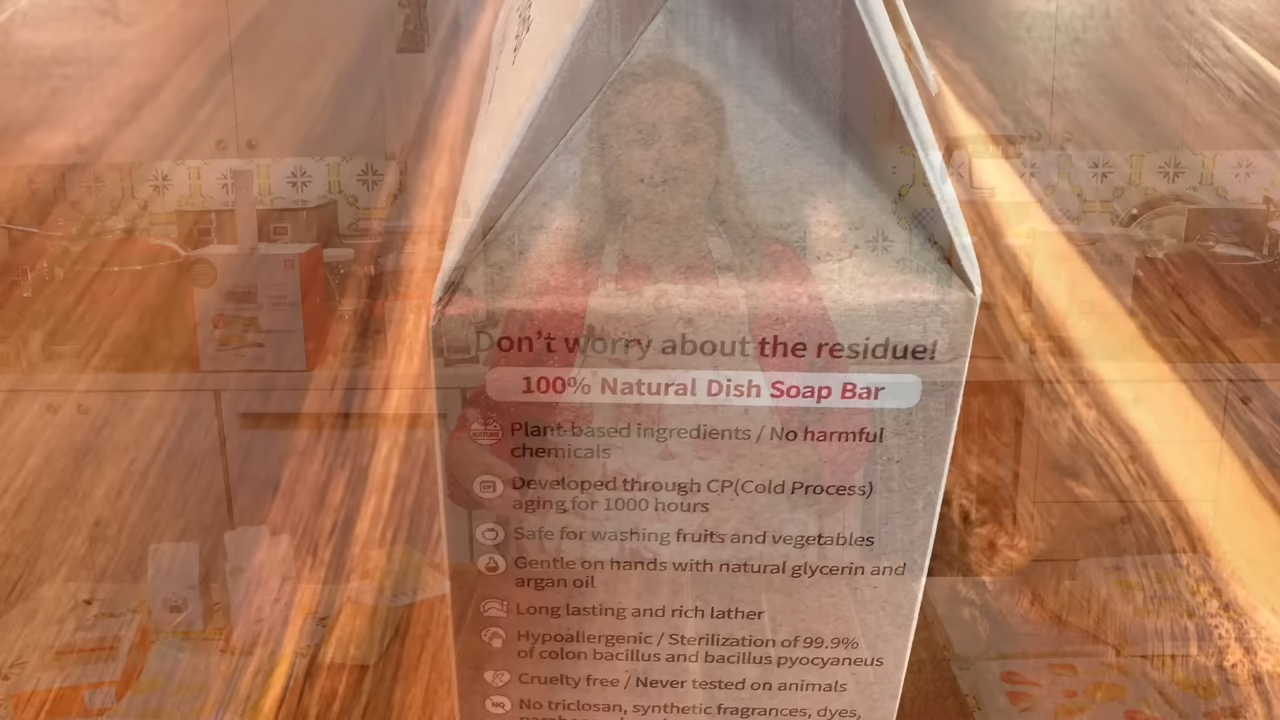 Don't worry about the residue!
100% Natural Dish Soap Bar
NATURE
Plant-based ingredients / No harmful
chemicals
CP
Developed through CP(Cold Process)
aging for 1000 hours
Safe for washing fruits and vegetables
Gentle on hands with natural glycerin and
argan oil
Long lasting and rich lather
Hypoallergenic / Sterilization of 99.9%
of colon bacillus and bacillus pyocyaneus
Cruelty free / Never tested on animals
NO
No triclosan, synthetic fragrances, dyes,